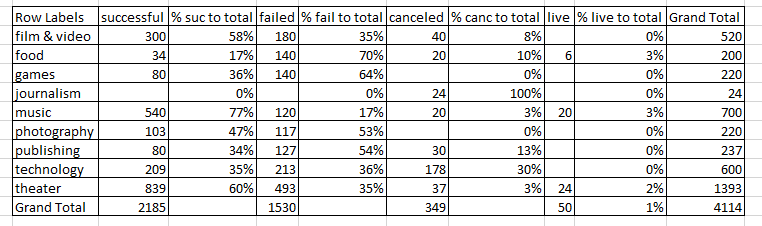 Row Labels successful % suc to total failed % fail to total canceled % canc to total live % live to total Grand Total
film & video 300 58% 180 35% 40 8% 0% 520
food 34 17% 140 70% 20 10% 6 3% 200
games 80 36% 140 64% 0% 0% 220
journalism 0% 0% 24 100% 0% 24
music 540 77% 120 17% 20 3% 20 3% 700
photography 103 47% 117 53% 0% 0% 220
publishing 80 34% 127 54% 30 13% 0% 237
technology 209 35% 213 36% 178 30% 0% 600
theater 839 60% 493 35% 37 3% 24 2% 1393
Grand Total 2185 1530 349 50 1% 4114